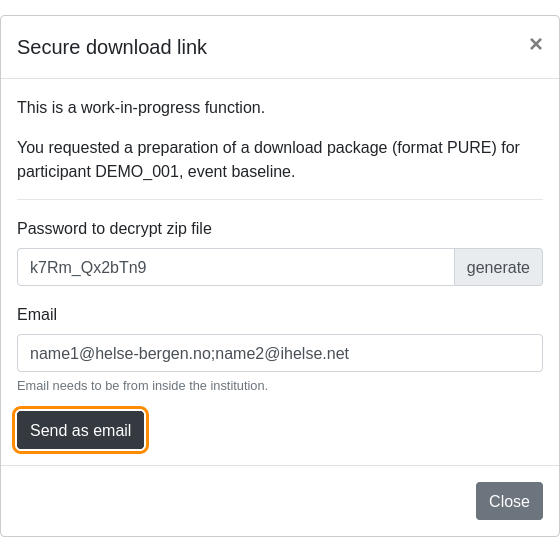 Secure download link
×
This is a work-in-progress function.
You requested a preparation of a download package (format PURE) for
participant DEMO_001, event baseline.
Password to decrypt zip file
k7Rm_Qx2bTn9
generate
Email
name1@helse-bergen.no;name2@ihelse.net
Email needs to be from inside the institution.
Send as email
Close